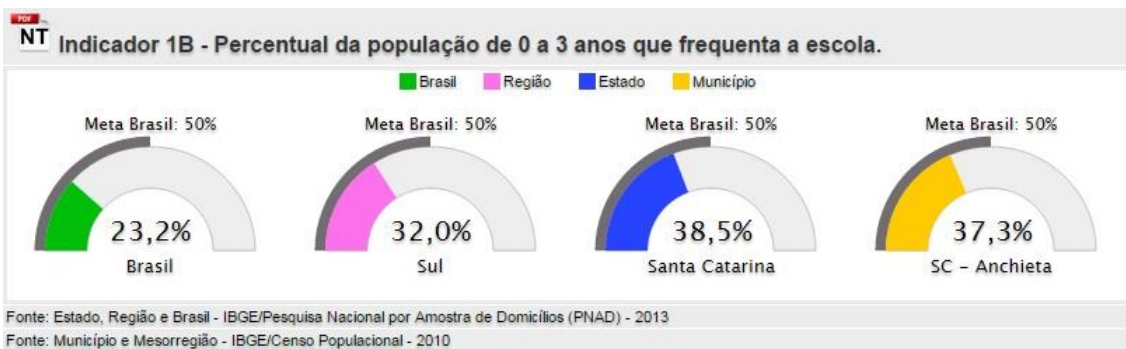 PDF
NT Indicador 1B - Percentual da população de 0 a 3 anos que frequenta a escola.
Brasil Região Estado Município
Meta Brasil: 50% Meta Brasil: 50% Meta Brasil: 50% Meta Brasil: 50%
23,2% 32,0% 38,5% 37,3%
Brasil Sul Santa Catarina SC - Anchieta
Fonte: Estado, Região e Brasil - IBGE/Pesquisa Nacional por Amostra de Domicílios (PNAD) - 2013
Fonte: Município e Mesorregião - IBGE/Censo Populacional - 2010